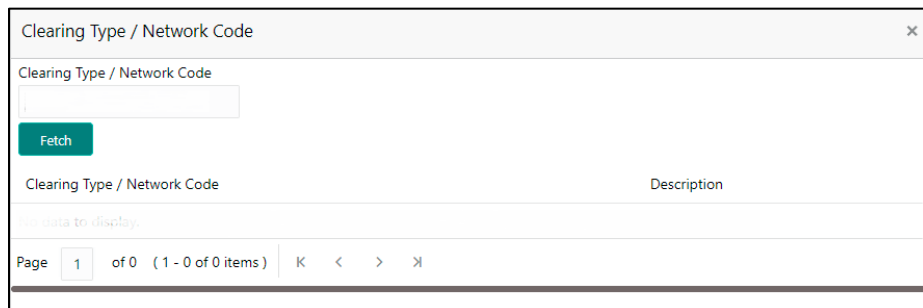 Clearing Type / Network Code
Clearing Type / Network Code
Fetch
Clearing Type / Network Code Description
No data to display.
Page 1 of 0 ( 1 - 0 of 0 items )